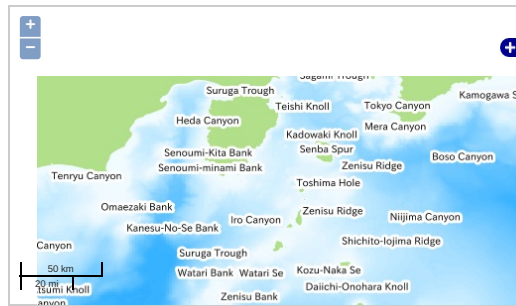 +
−
+
Sagami Trough
Suruga Trough
Kamogawa S
Teishi Knoll
Tokyo Canyon
Heda Canyon
Mera Canyon
Kadowaki Knoll
Senba Spur
Senoumi-Kita Bank
Boso Canyon
Senoumi-minami Bank
Zenisu Ridge
Tenryu Canyon
Toshima Hole
Omaezaki Bank
Zenisu Ridge
Iro Canyon
Niijima Canyon
Kanesu-No-Se Bank
Canyon
Shichito-Iojima Ridge
Suruga Trough
50 km
Watari Bank
Watari Se
Kozu-Naka Se
20 mi
tsumi Knoll
Daiichi-Onohara Knoll
Zenisu Bank
anyon